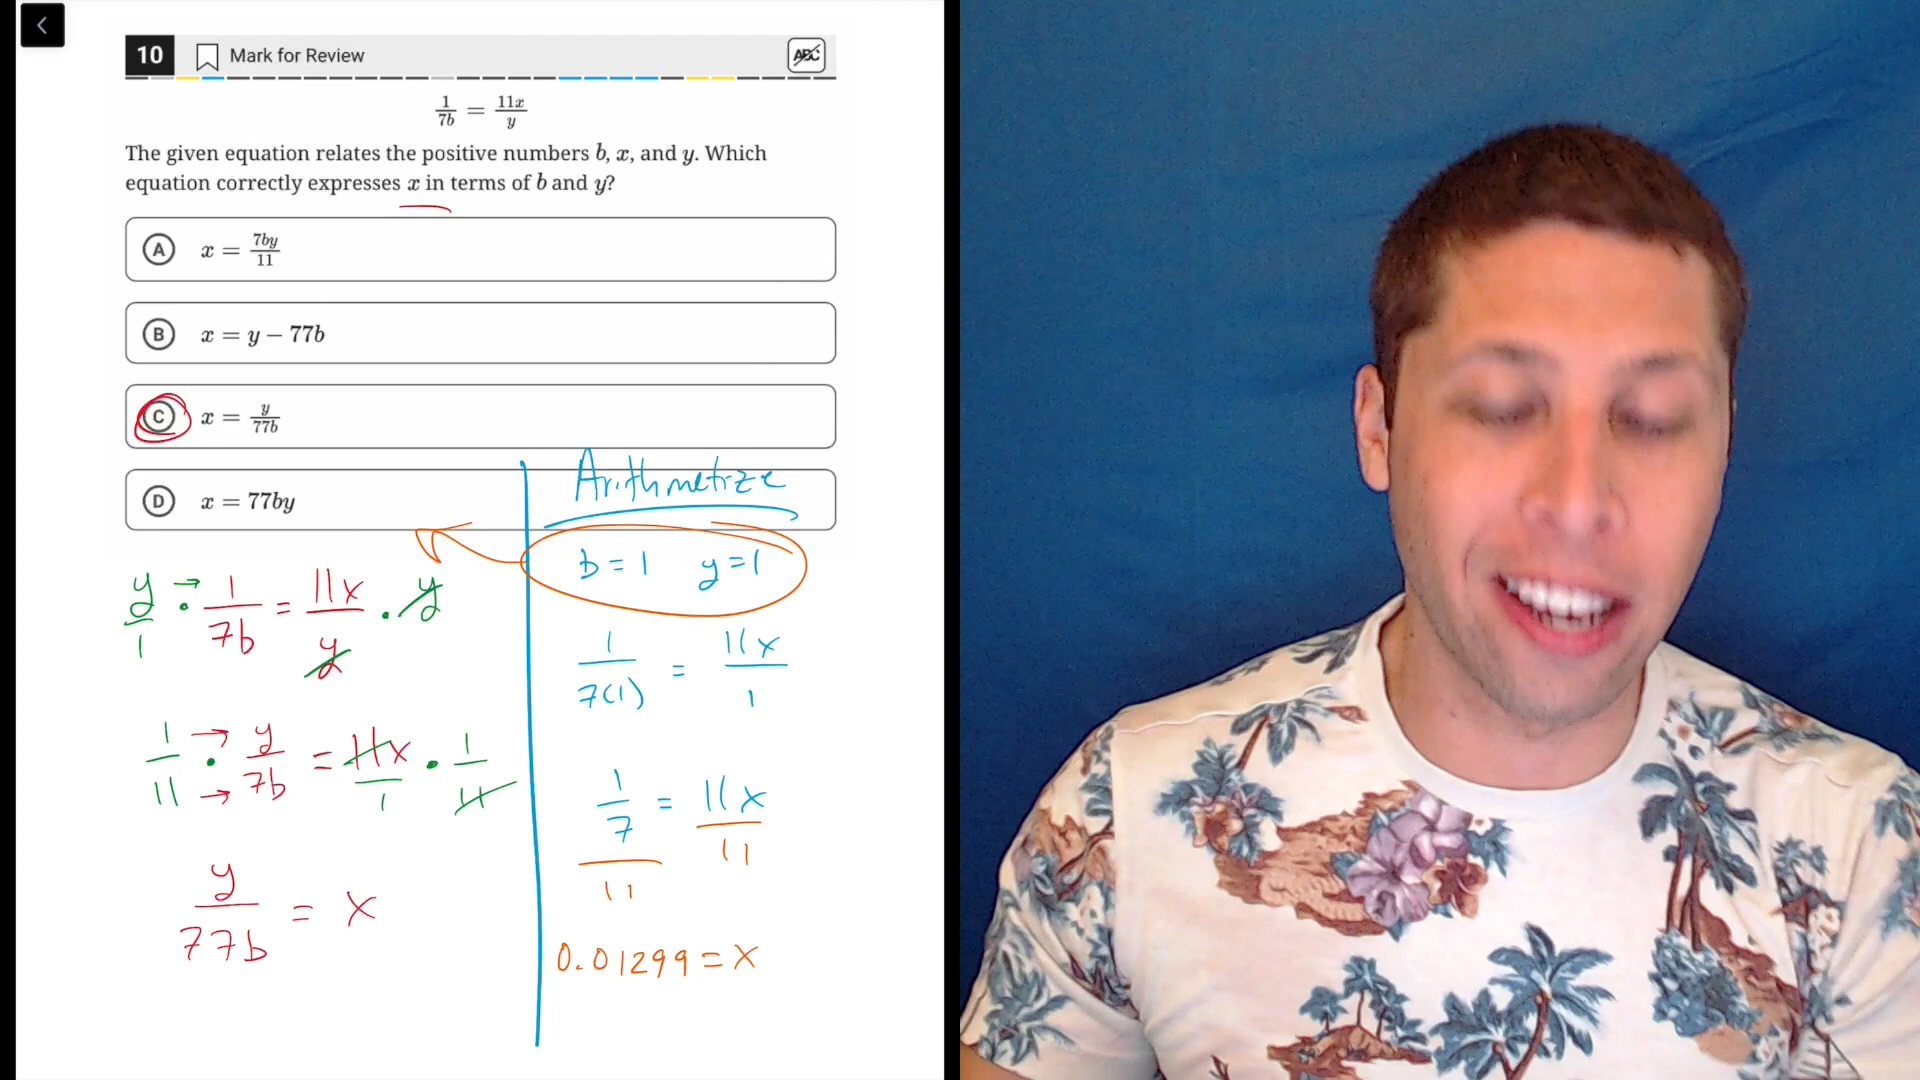 10 Mark for Review ABC
1/7b = 11x/y
The given equation relates the positive numbers b, x, and y. Which
equation correctly expresses x in terms of b and y?
A x = 7by/11
B x = y − 77b
C x = y/77b
D x = 77by
y/1 · 1/7b = 11x/y · y
1/11 · y/7b = 11x/1 · 1/11
y/77b = x
Arithmetize
b = 1 y = 1
1/7(1) = 11x/1
1/7/11 = 11x/11
0.01299 = x